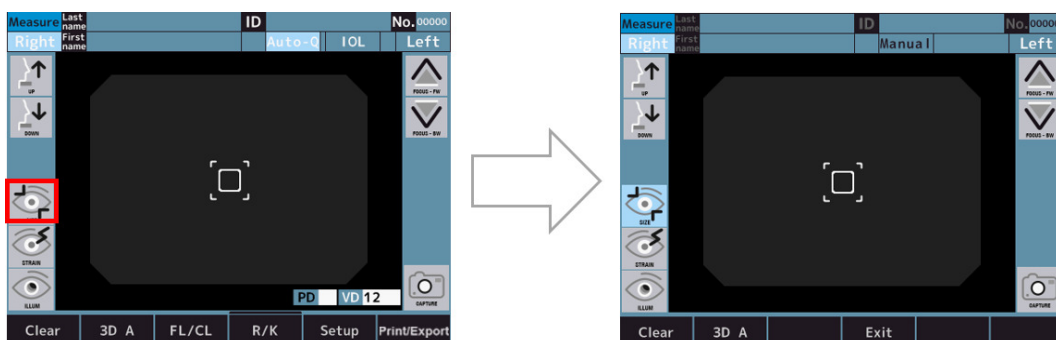 Measure Last name ID No. 00000
Right First name Auto-Q IOL Left
UP
FOCUS-FW
DOWN
FOCUS-BW
STRAIN
ILLUM
PD VD 12
CAPTURE
Clear 3D A FL/CL R/K Setup Print/Export
Measure Last name ID No. 00000
Right First name Manual Left
UP
FOCUS-FW
DOWN
FOCUS-BW
SIZE
STRAIN
ILLUM
CAPTURE
Clear 3D A Exit